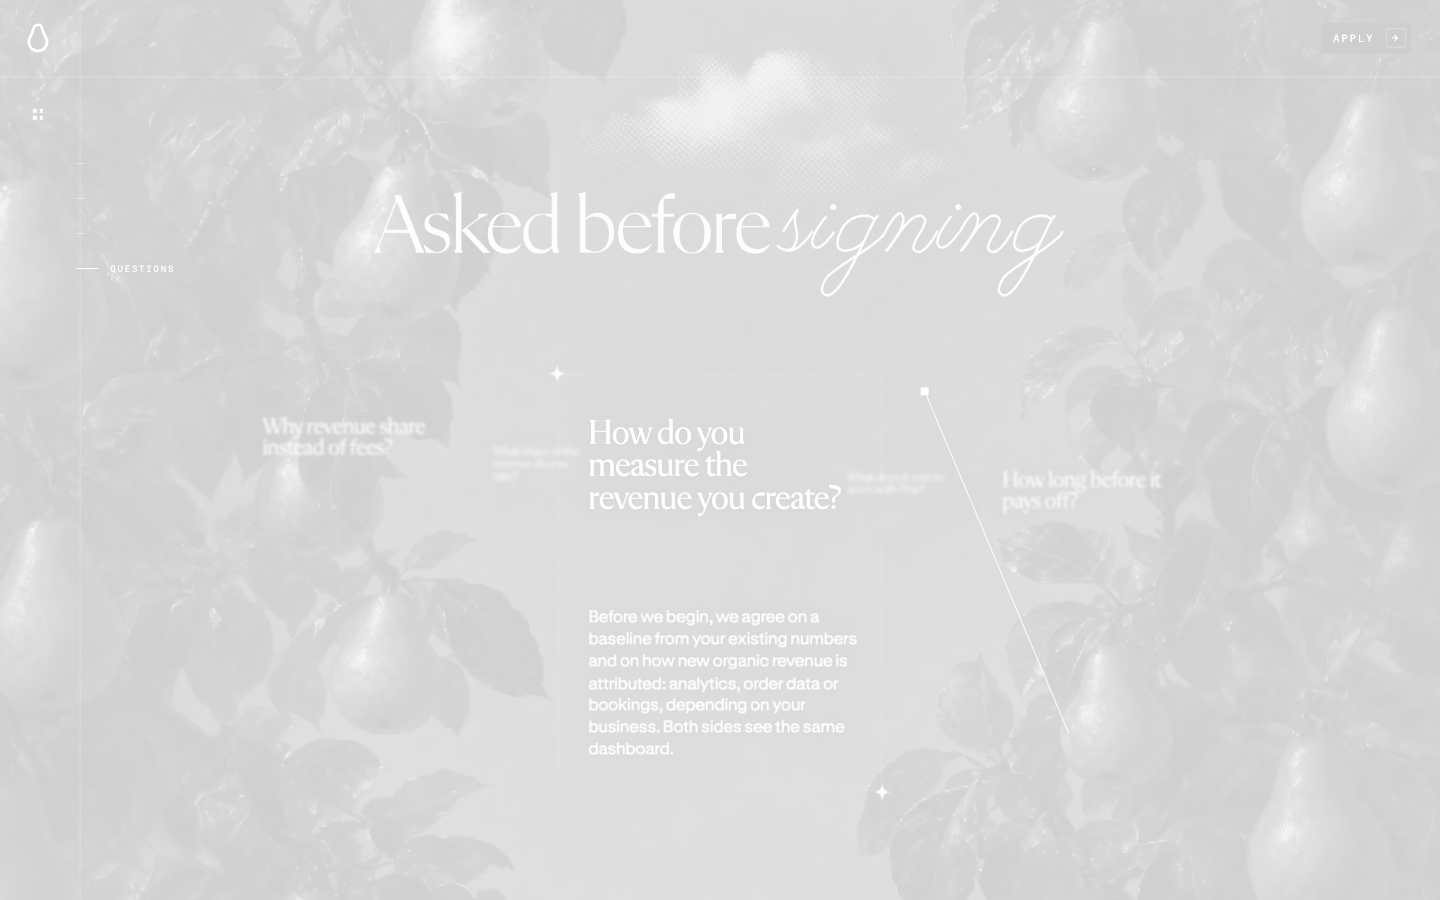 APPLY
Asked before signing
QUESTIONS
Why revenue share
instead of fees?
How do you
measure the
revenue you create?
How long before it
pays off?
Before we begin, we agree on a
baseline from your existing numbers
and on how new organic revenue is
attributed: analytics, order data or
bookings, depending on your
business. Both sides see the same
dashboard.